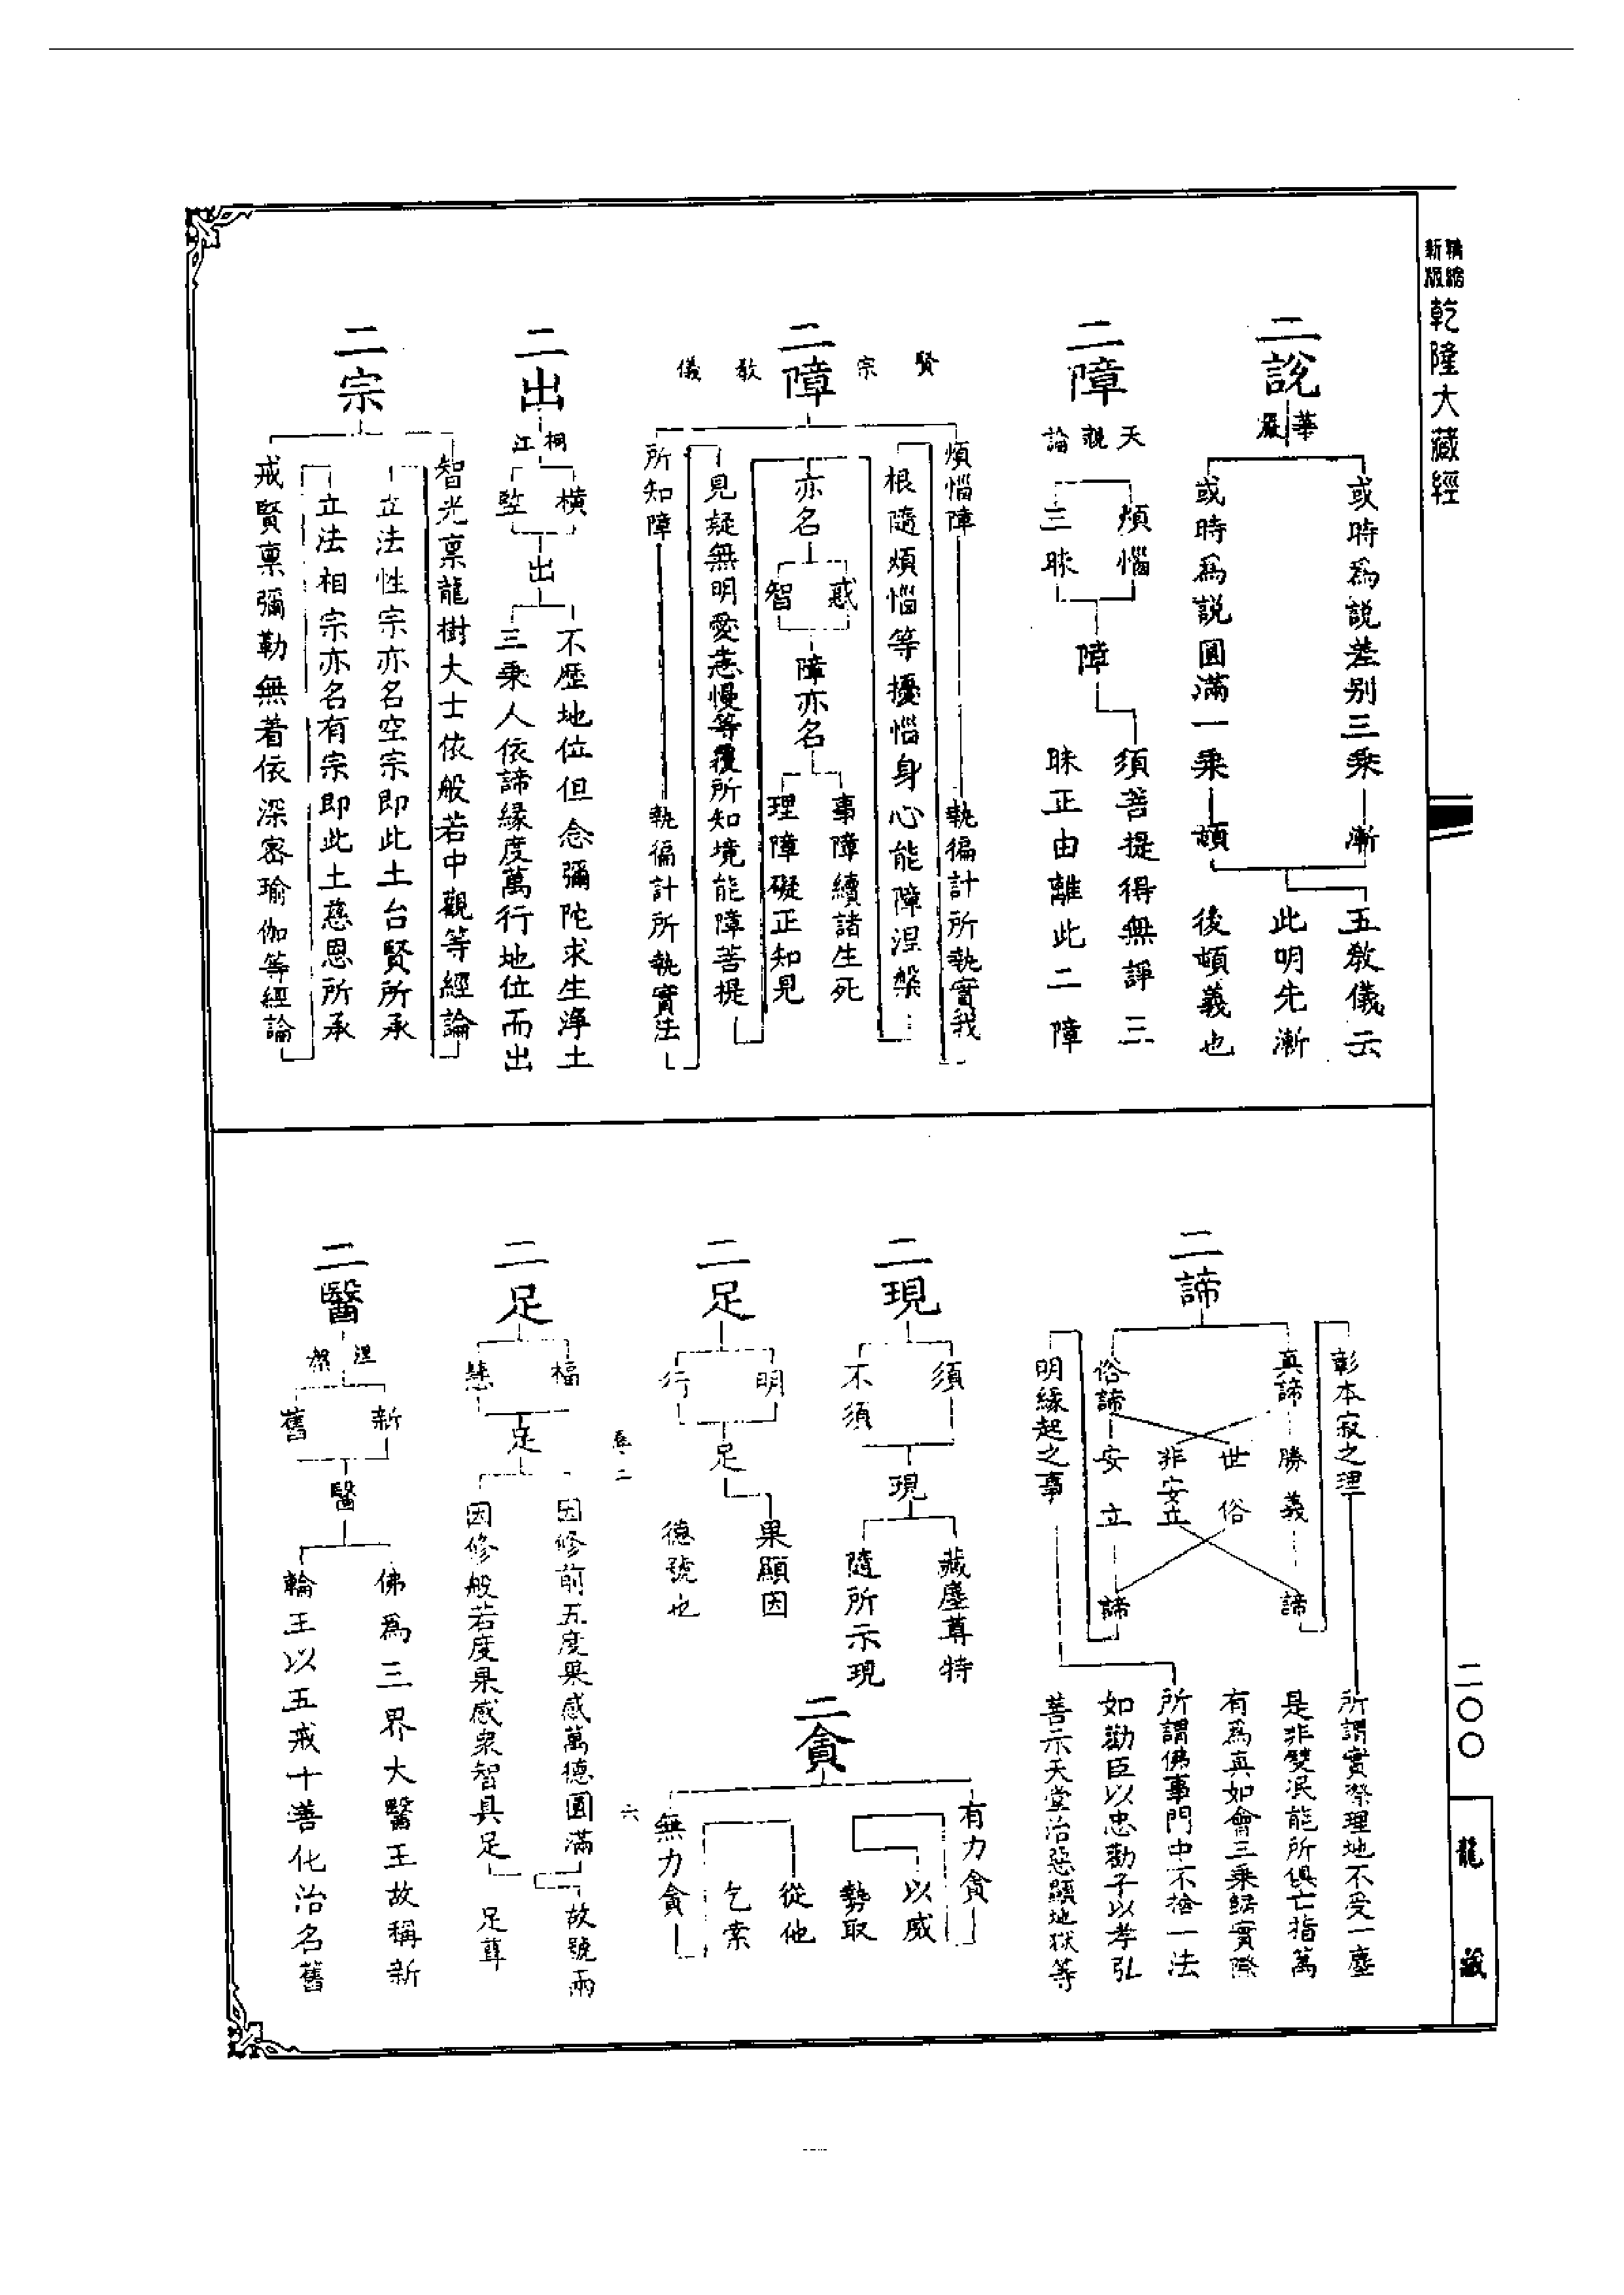 精縮
新版
乾隆大藏經
二說
華嚴
或時為説差别三乘
漸
或時為説圓滿一乘
頓
五教儀云
此明先漸
後頓義也
二障
天親論
煩惱
三昧
障
須菩提得無諍三
昧正由離此二障
二障
賢宗教儀
煩惱障
執徧計所執實我
根隨煩惱等擾惱身心能障涅槃
亦名
惑
智
障亦名
事障續諸生死
理障礙正知見
見疑無明愛恚慢等覆所知境能障菩提
所知障
執徧計所執實法
二出
桐江
橫
竪
出
不歷地位但念彌陀求生淨土
三乘人依諦緣度萬行地位而出
二宗
智光禀龍樹大士依般若中觀等經論
立法性宗亦名空宗即此土台賢所承
立法相宗亦名有宗即此土慈恩所承
戒賢禀彌勒無着依深密瑜伽等經論
二諦
彰本寂之理
真諦
勝義
諦
世俗
非安立
俗諦
安立
諦
明緣起之事
所謂實際理地不受一塵
是非雙泯能所俱亡指萬
有為真如會三乘歸實際
所謂佛事門中不捨一法
如勸臣以忠勸子以孝弘
善示天堂治惡顯地獄等
二現
須
不須
現
藏塵尊特
隨所示現
二貪
有力貪
以威
勢取
從他
乞索
無力貪
二足
明
行
足
果顯因
德號也
卷二
六
二足
福
慧
足
因修前五度果感萬德圓滿
因修般若度果感衆智具足
故號兩
足尊
二醫
涅槃
新
舊
醫
佛為三界大醫王故稱新
輪王以五戒十善化治名舊
二〇〇
龍藏